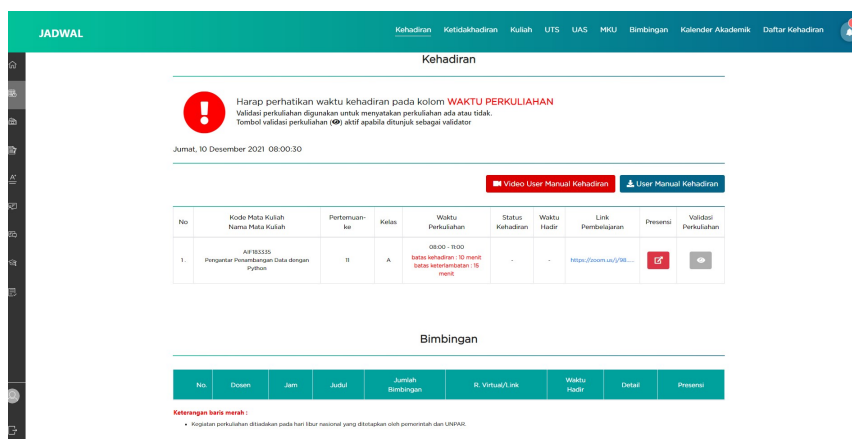 JADWAL
Kehadiran Ketidakhadiran Kuliah UTS UAS MKU Bimbingan Kalender Akademik Daftar Kehadiran
Kehadiran
Harap perhatikan waktu kehadiran pada kolom WAKTU PERKULIAHAN
Validasi perkuliahan digunakan untuk menyatakan perkuliahan ada atau tidak.
Tombol validasi perkuliahan () aktif apabila ditunjuk sebagai validator
Jumat, 10 Desember 2021 08:00:30
Video User Manual Kehadiran User Manual Kehadiran
No Kode Mata Kuliah Pertemuan- Kelas Waktu Status Waktu Link Presensi Validasi
Nama Mata Kuliah ke Perkuliahan Kehadiran Hadir Pembelajaran Perkuliahan
08:00 - 11:00
AIF183335 batas kehadiran : 10 menit
1. Pengantar Penambangan Data dengan 11 A batas keterlambatan : 15 - - https://zoom.us/j/98.....
Python menit
Bimbingan
No. Dosen Jam Judul Jumlah R. Virtual/Link Waktu Detail Presensi
Bimbingan Hadir
Keterangan baris merah :
• Kegiatan perkuliahan ditiadakan pada hari libur nasional yang ditetapkan oleh pemerintah dan UNPAR.